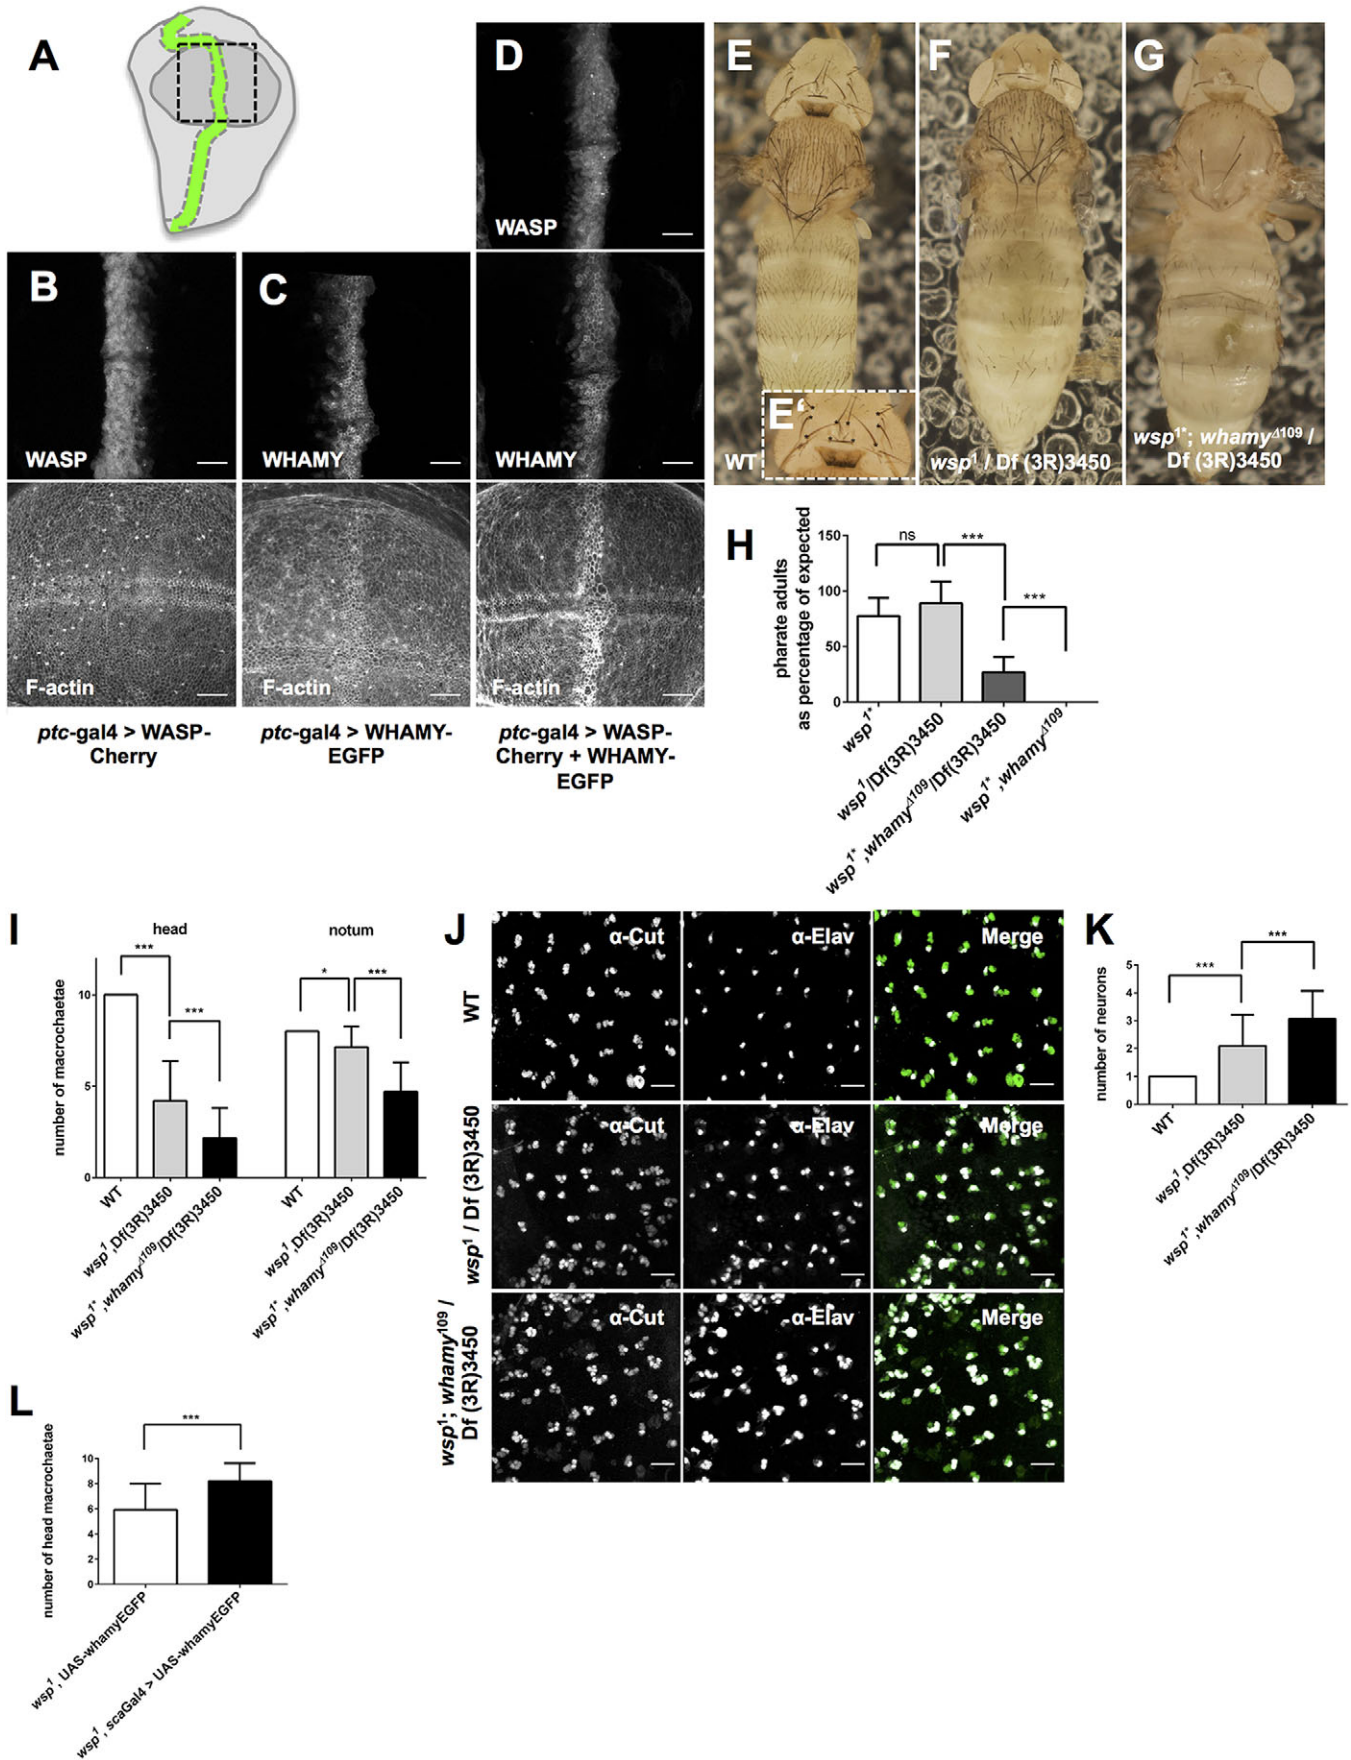 A
B
WASP
C
WHAMY
D
WASP
WHAMY
F-actin
F-actin
F-actin
ptc-gal4 > WASP-
Cherry
ptc-gal4 > WHAMY-
EGFP
ptc-gal4 > WASP-
Cherry + WHAMY-
EGFP
E
E‘
WT
F
wsp¹ / Df (3R)3450
G
wsp¹*; whamyΔ¹⁰⁹ /
Df (3R)3450
H
pharate adults
as percentage of expected
150
100
50
0
ns
***
***
wsp¹*
wsp¹/Df(3R)3450
wsp¹*,whamyΔ¹⁰⁹/Df(3R)3450
wsp¹*,whamyΔ¹⁰⁹
I
head
notum
number of macrochaetae
10
5
0
***
***
*
***
WT
wsp¹,Df(3R)3450
wsp¹*,whamyΔ¹⁰⁹/Df(3R)3450
WT
wsp¹,Df(3R)3450
wsp¹*,whamyΔ¹⁰⁹/Df(3R)3450
J
WT
α-Cut
α-Elav
Merge
wsp¹ / Df (3R)3450
α-Cut
α-Elav
Merge
wsp¹; whamy¹⁰⁹ /
Df (3R)3450
α-Cut
α-Elav
Merge
K
number of neurons
5
4
3
2
1
0
***
***
WT
wsp¹,Df(3R)3450
wsp¹*,whamyΔ¹⁰⁹/Df(3R)3450
L
number of head macrochaetae
10
8
6
4
2
0
***
wsp¹, UAS-whamyEGFP
wsp¹, scaGal4 > UAS-whamyEGFP